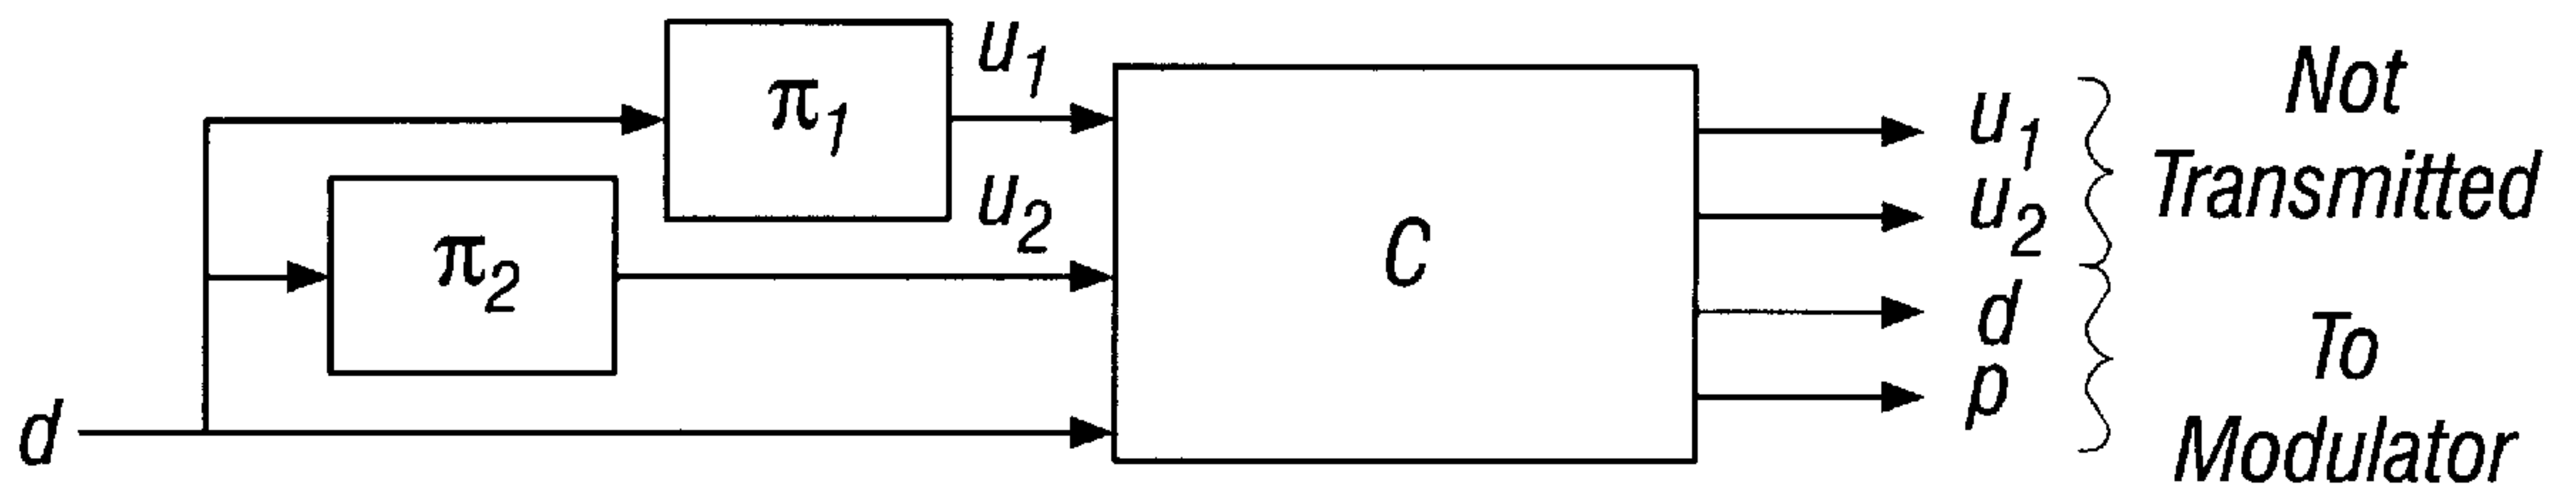 π1
u1
π2
u2
d
C
u1
u2
d
p
Not
Transmitted
To
Modulator